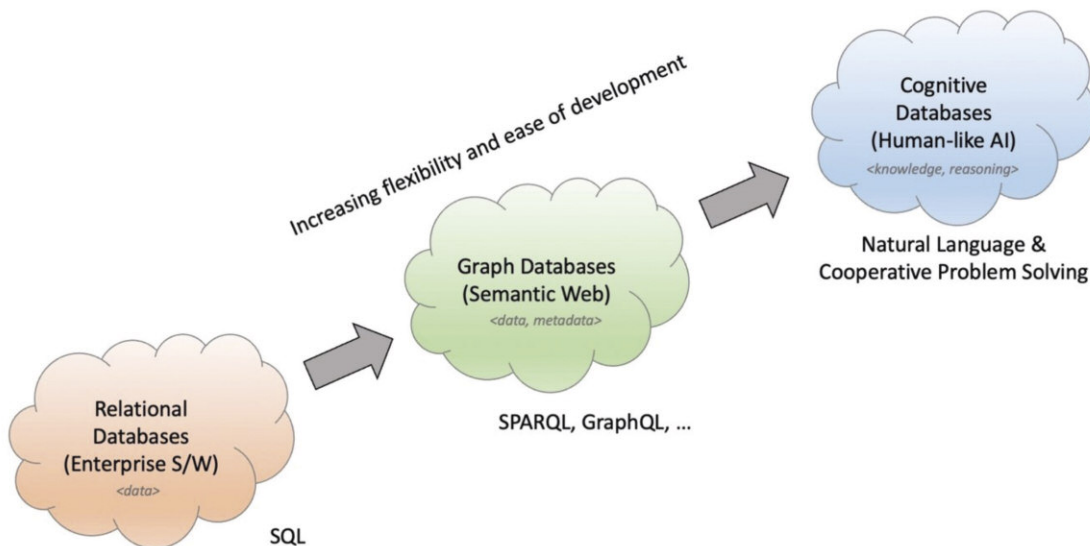 Increasing flexibility and ease of development
Cognitive
Databases
(Human-like AI)
<knowledge, reasoning>
Natural Language &
Cooperative Problem Solving
Graph Databases
(Semantic Web)
<data, metadata>
SPARQL, GraphQL, ...
Relational
Databases
(Enterprise S/W)
<data>
SQL